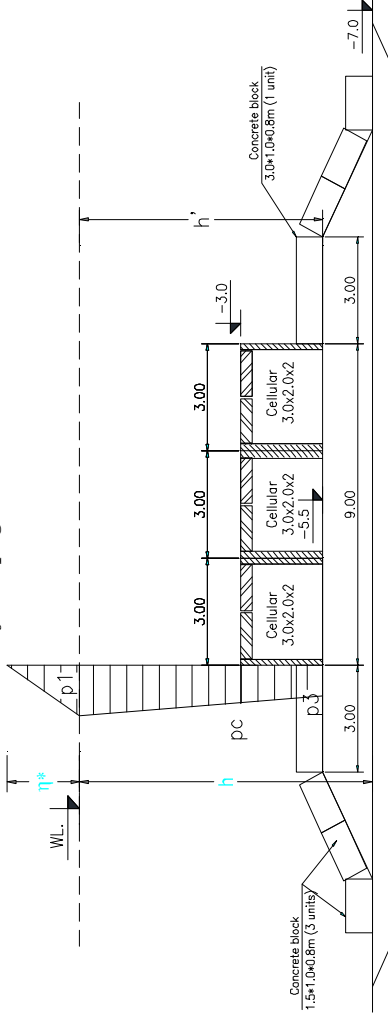 η*
p1
WL.
h
h'
pc
p3
3.00
3.00
3.00
-3.0
Cellular
3.0x2.0x2
Cellular
3.0x2.0x2
Cellular
3.0x2.0x2
-5.5
3.00
9.00
3.00
Concrete block
1.5*1.0*0.8m (3 units)
Concrete block
3.0*1.0*0.8m (1 unit)
-7.0